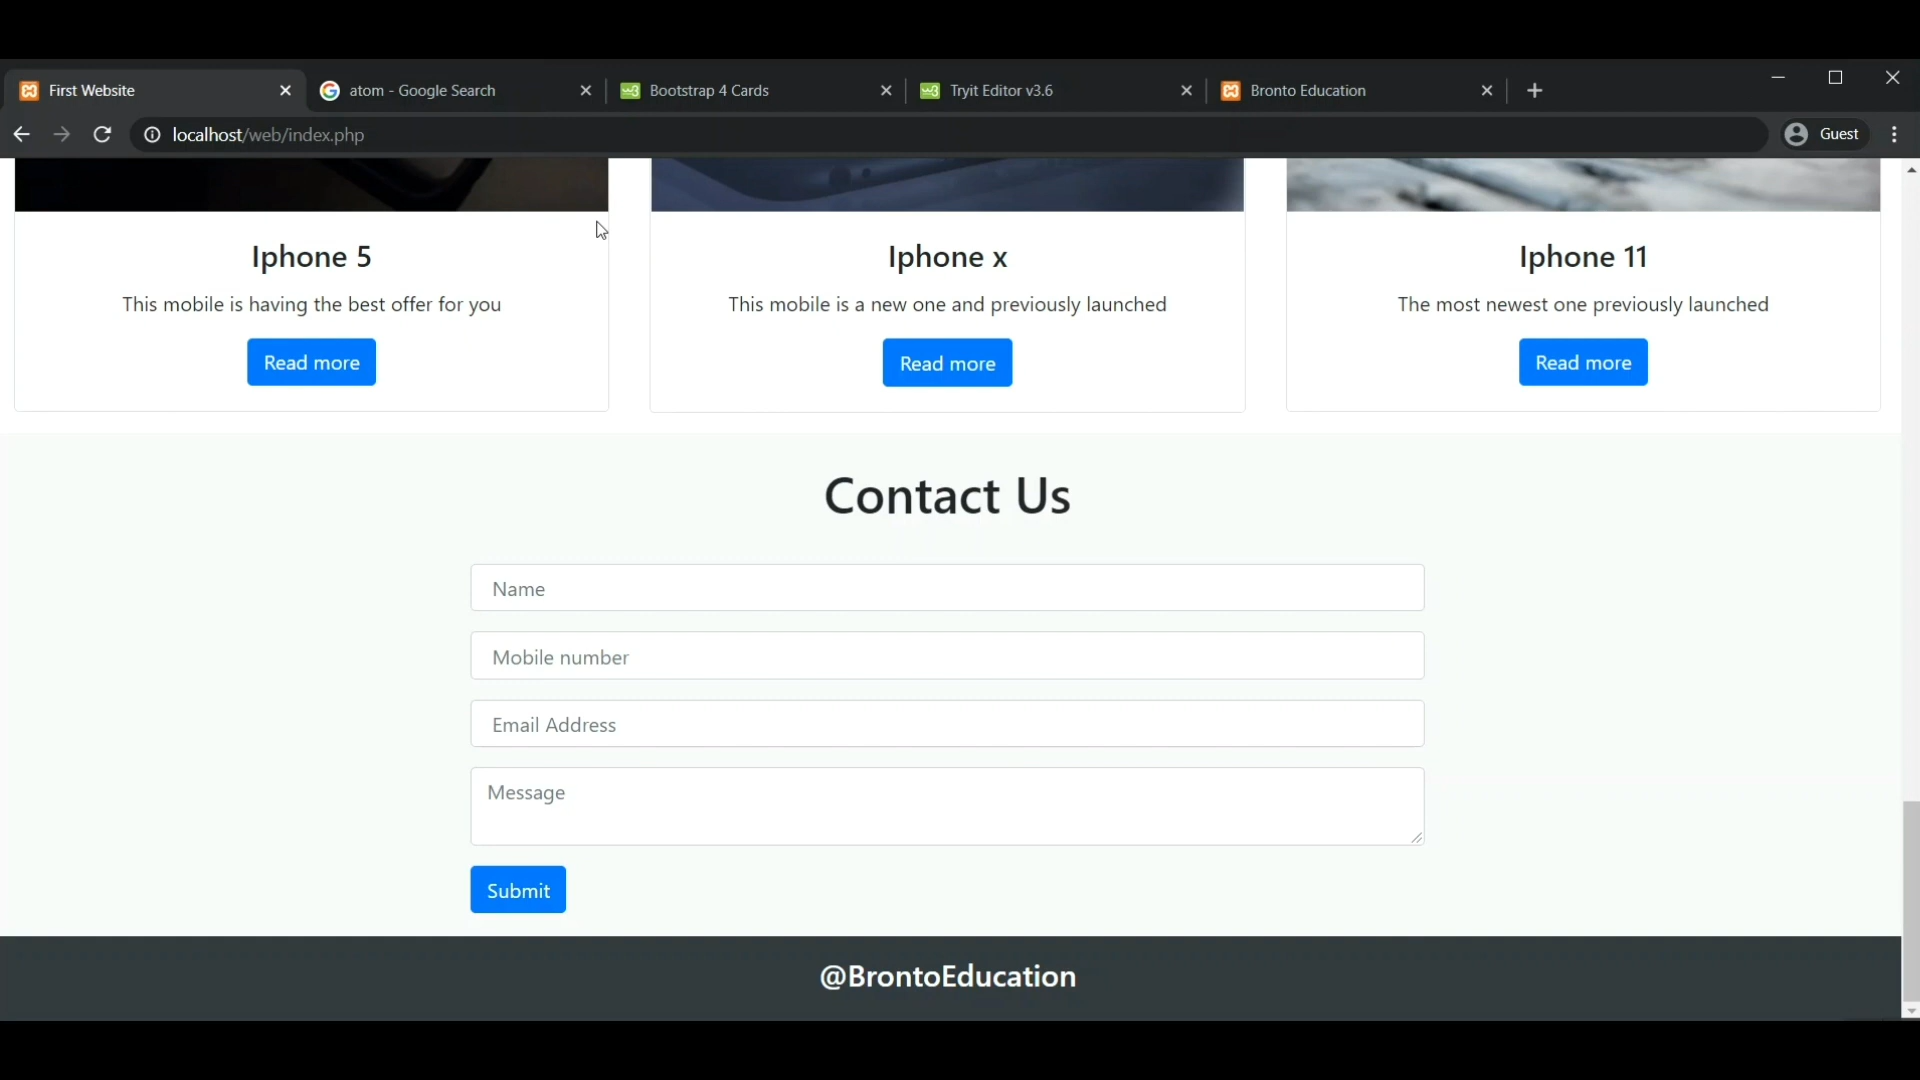 First Website
atom - Google Search
Bootstrap 4 Cards
Tryit Editor v3.6
Bronto Education
localhost/web/index.php
Guest
Iphone 5
Iphone x
Iphone 11
This mobile is having the best offer for you
This mobile is a new one and previously launched
The most newest one previously launched
Read more
Read more
Read more
Contact Us
Name
Mobile number
Email Address
Message
Submit
@BrontoEducation